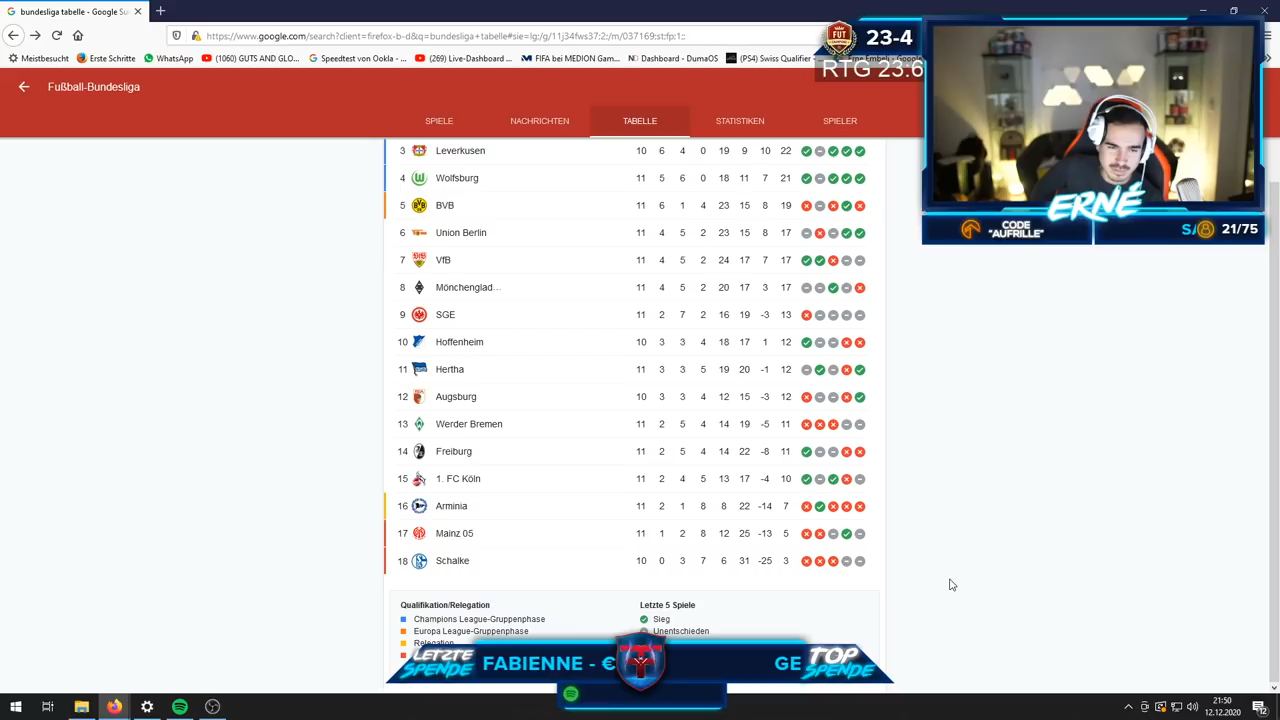 bundesliga tabelle - Google Su
https://www.google.com/search?client=firefox-b-d&q=bundesliga+tabelle#sie=lg;/g/11j34fws37;2;/m/037169;st;fp;1;;
Meistbesucht Erste Schritte WhatsApp (1060) GUTS AND GLO... Speedtest von Ookla - ... (269) Live-Dashboard ... FIFA bei MEDION Gam... Dashboard - DumaOS (PS4) Swiss Qualifier -
FUT
23-4
RTG 23:6
Fußball-Bundesliga
SPIELE NACHRICHTEN TABELLE STATISTIKEN SPIELER
3 Leverkusen 10 6 4 0 19 9 10 22
4 Wolfsburg 11 5 6 0 18 11 7 21
5 BVB 11 6 1 4 23 15 8 19
6 Union Berlin 11 4 5 2 23 15 8 17
7 VfB 11 4 5 2 24 17 7 17
8 Mönchenglad... 11 4 5 2 20 17 3 17
9 SGE 11 2 7 2 16 19 -3 13
10 Hoffenheim 10 3 3 4 18 17 1 12
11 Hertha 11 3 3 5 19 20 -1 12
12 Augsburg 10 3 3 4 12 15 -3 12
13 Werder Bremen 11 2 5 4 14 19 -5 11
14 Freiburg 11 2 5 4 14 22 -8 11
15 1. FC Köln 11 2 4 5 13 17 -4 10
16 Arminia 11 2 1 8 8 22 -14 7
17 Mainz 05 11 1 2 8 12 25 -13 5
18 Schalke 10 0 3 7 6 31 -25 3
Qualifikation/Relegation
Champions League-Gruppenphase
Europa League-Gruppenphase
Relegation
Letzte 5 Spiele
Sieg
Unentschieden
ERNÉ
CODE
"AUFRILLE"
21/75
LETZTE
SPENDE
FABIENNE - €
GE
TOP
SPENDE
21:50
12.12.2020